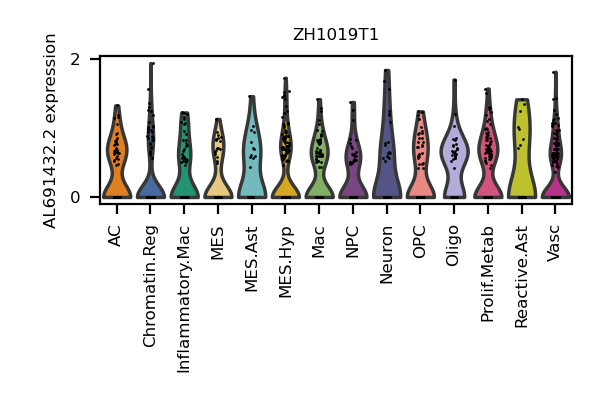 ZH1019T1
AL691432.2 expression
2
0
AC
Chromatin.Reg
Inflammatory.Mac
MES
MES.Ast
MES.Hyp
Mac
NPC
Neuron
OPC
Oligo
Prolif.Metab
Reactive.Ast
Vasc